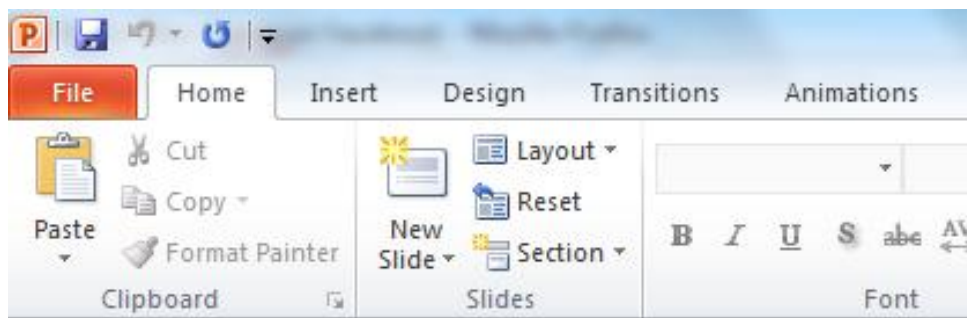 P
File Home Insert Design Transitions Animations
Cut
Copy
Format Painter
Paste
Clipboard
New
Slide
Layout
Reset
Section
Slides
B I U S abc AV
Font